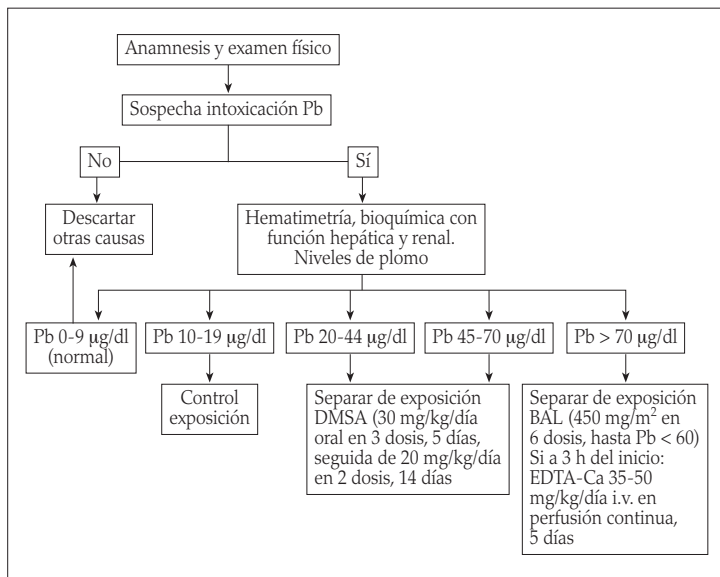 Anamnesis y examen físico
Sospecha intoxicación Pb
No
Sí
Descartar
otras causas
Hematimetría, bioquímica con
función hepática y renal.
Niveles de plomo
Pb 0-9 µg/dl
(normal)
Pb 10-19 µg/dl
Pb 20-44 µg/dl
Pb 45-70 µg/dl
Pb > 70 µg/dl
Control
exposición
Separar de exposición
DMSA (30 mg/kg/día
oral en 3 dosis, 5 días,
seguida de 20 mg/kg/día
en 2 dosis, 14 días
Separar de exposición
BAL (450 mg/m² en
6 dosis, hasta Pb < 60)
Si a 3 h del inicio:
EDTA-Ca 35-50
mg/kg/día i.v. en
perfusión continua,
5 días